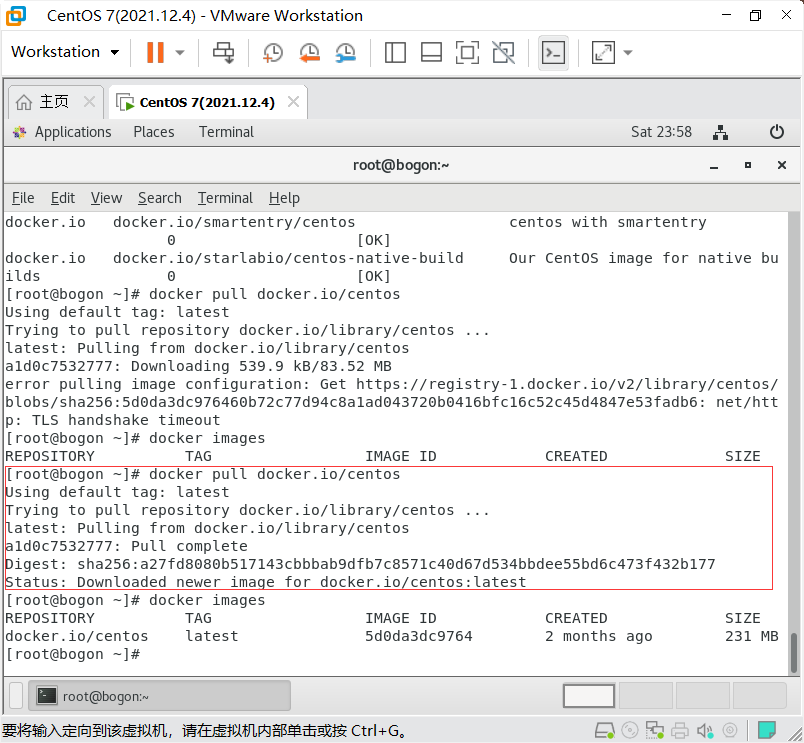 CentOS 7(2021.12.4) - VMware Workstation
Workstation
主页 CentOS 7(2021.12.4)
Applications Places Terminal Sat 23:58
root@bogon:~
File Edit View Search Terminal Help
docker.io docker.io/smartentry/centos centos with smartentry
0 [OK]
docker.io docker.io/starlabio/centos-native-build Our CentOS image for native bu
ilds 0 [OK]
[root@bogon ~]# docker pull docker.io/centos
Using default tag: latest
Trying to pull repository docker.io/library/centos ...
latest: Pulling from docker.io/library/centos
a1d0c7532777: Downloading 539.9 kB/83.52 MB
error pulling image configuration: Get https://registry-1.docker.io/v2/library/centos/
blobs/sha256:5d0da3dc976460b72c77d94c8a1ad043720b0416bfc16c52c45d4847e53fadb6: net/htt
p: TLS handshake timeout
[root@bogon ~]# docker images
REPOSITORY TAG IMAGE ID CREATED SIZE
[root@bogon ~]# docker pull docker.io/centos
Using default tag: latest
Trying to pull repository docker.io/library/centos ...
latest: Pulling from docker.io/library/centos
a1d0c7532777: Pull complete
Digest: sha256:a27fd8080b517143cbbbab9dfb7c8571c40d67d534bbdee55bd6c473f432b177
Status: Downloaded newer image for docker.io/centos:latest
[root@bogon ~]# docker images
REPOSITORY TAG IMAGE ID CREATED SIZE
docker.io/centos latest 5d0da3dc9764 2 months ago 231 MB
[root@bogon ~]#
root@bogon:~
要将输入定向到该虚拟机，请在虚拟机内部单击或按 Ctrl+G。